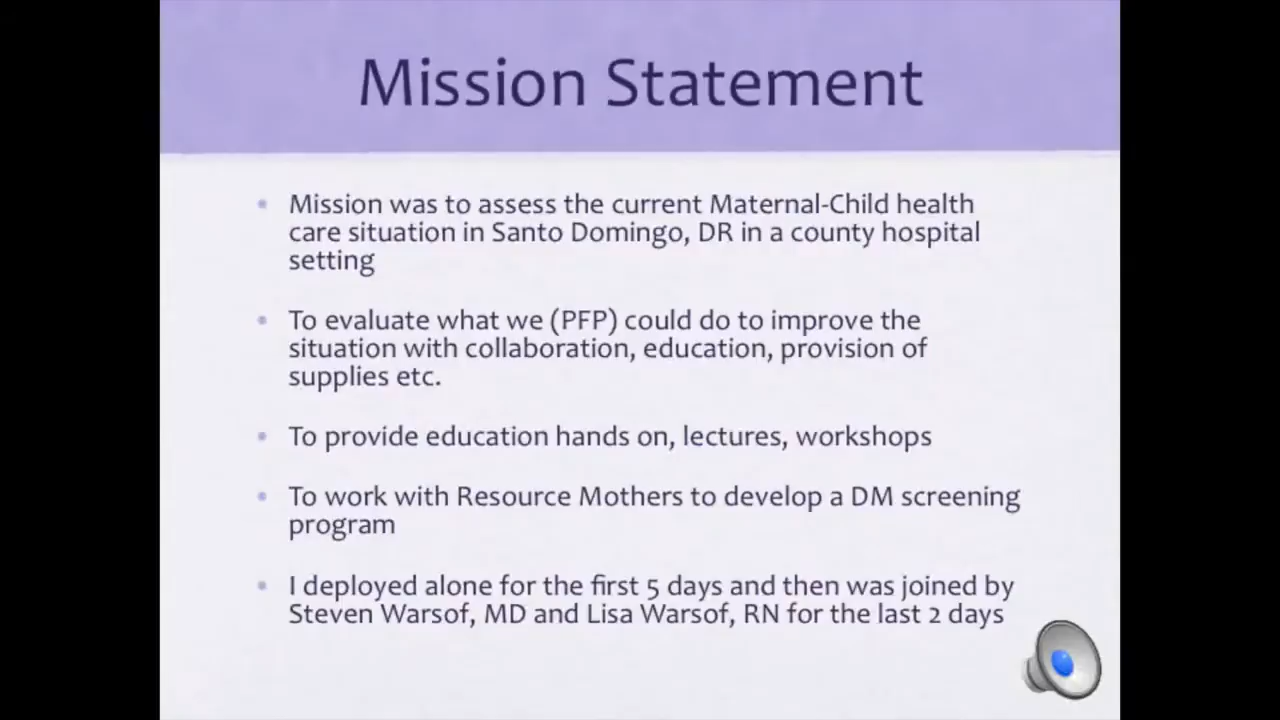 Mission Statement
• Mission was to assess the current Maternal-Child health
care situation in Santo Domingo, DR in a county hospital
setting
• To evaluate what we (PFP) could do to improve the
situation with collaboration, education, provision of
supplies etc.
• To provide education hands on, lectures, workshops
• To work with Resource Mothers to develop a DM screening
program
• I deployed alone for the first 5 days and then was joined by
Steven Warsof, MD and Lisa Warsof, RN for the last 2 days